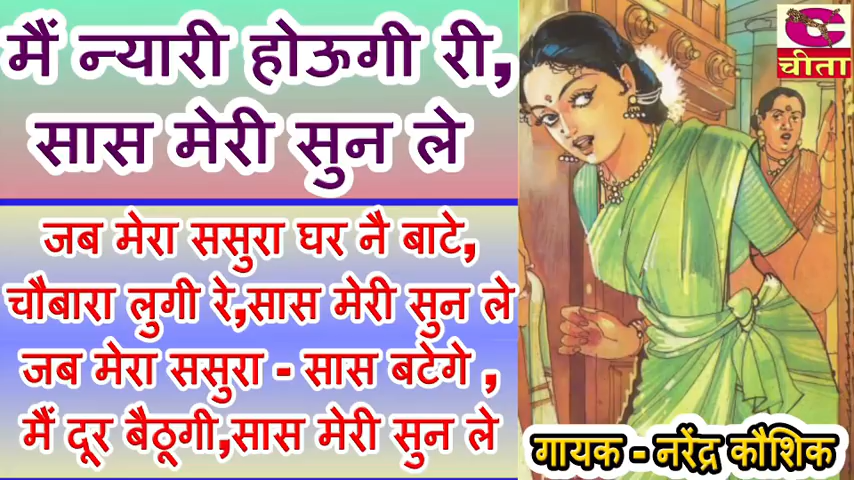 मैं न्यारी होऊगी री,
सास मेरी सुन ले
जब मेरा ससुरा घर नै बाटे,
चौबारा लुगी रे,सास मेरी सुन ले
जब मेरा ससुरा - सास बटेगे ,
मैं दूर बैठूगी,सास मेरी सुन ले
चीता
गायक - नरेंद्र कौशिक